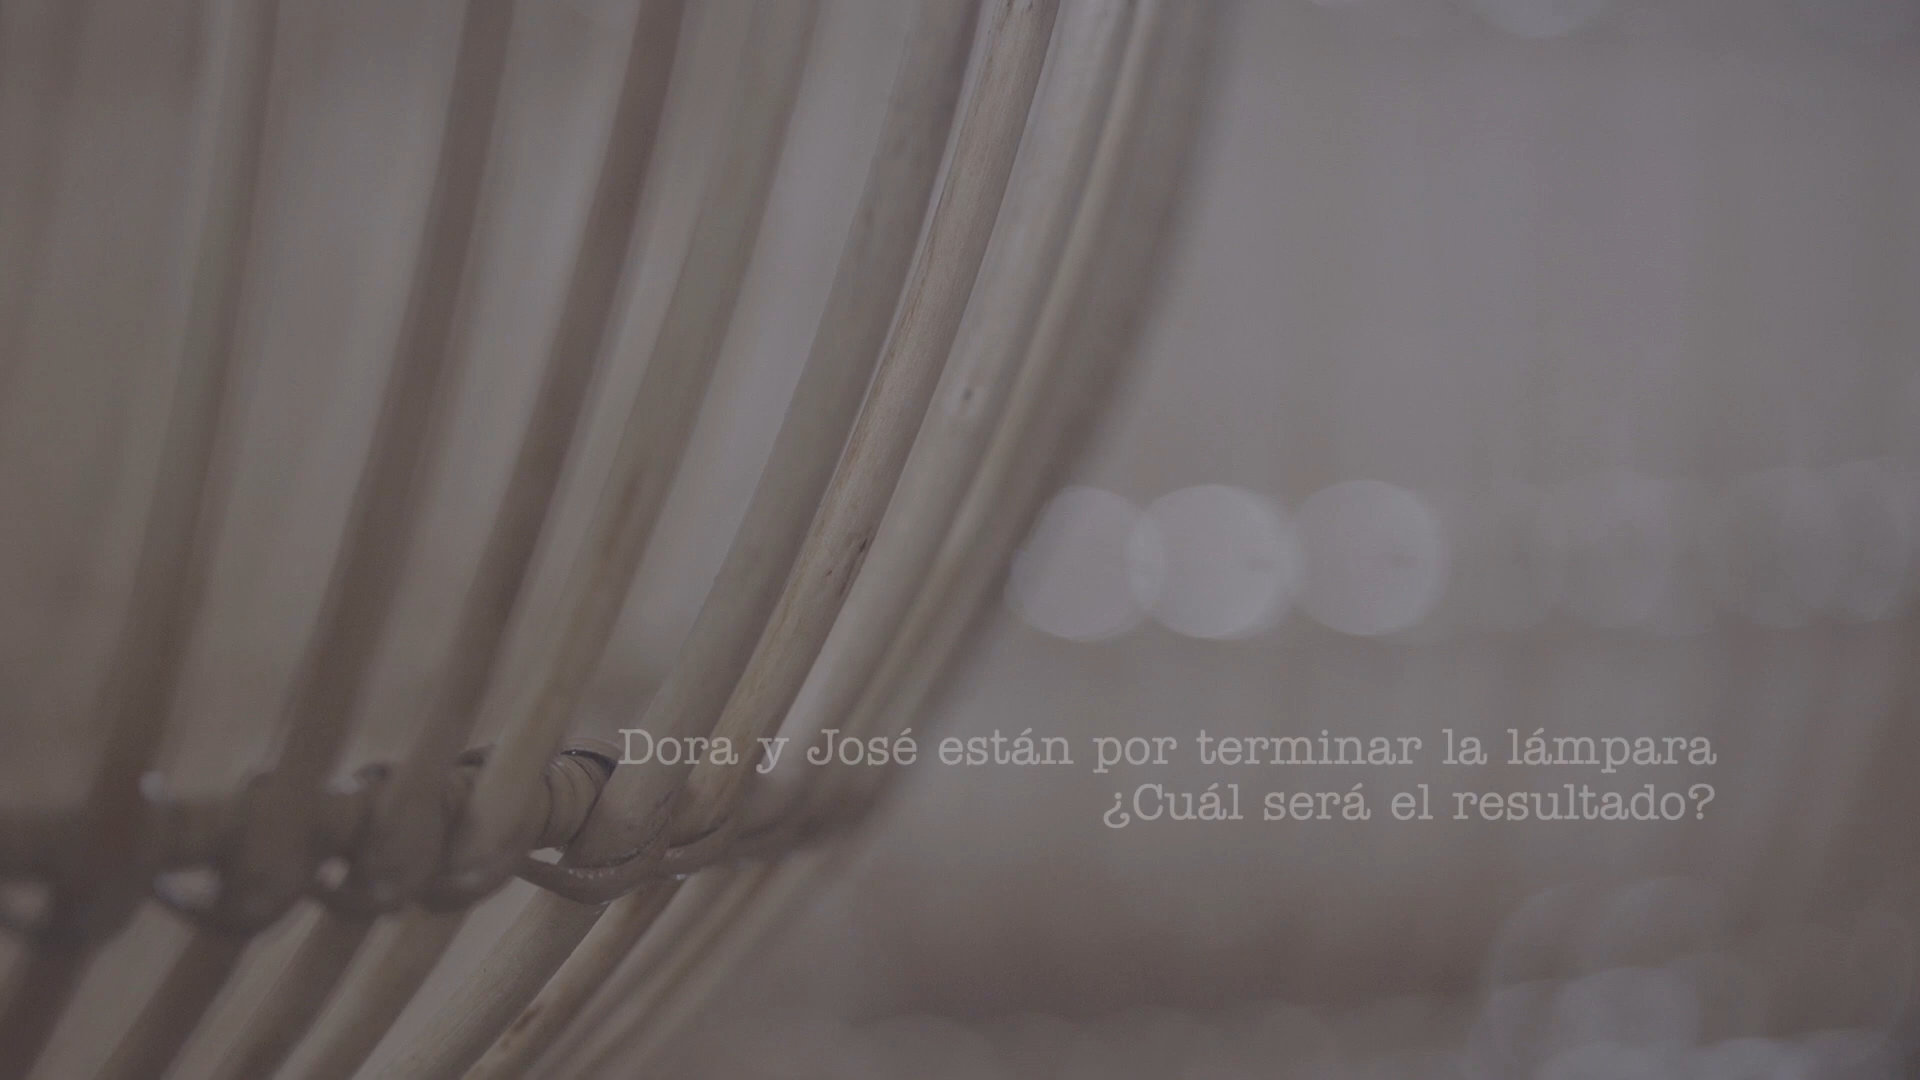 Dora y José están por terminar la lámpara
¿Cuál será el resultado?